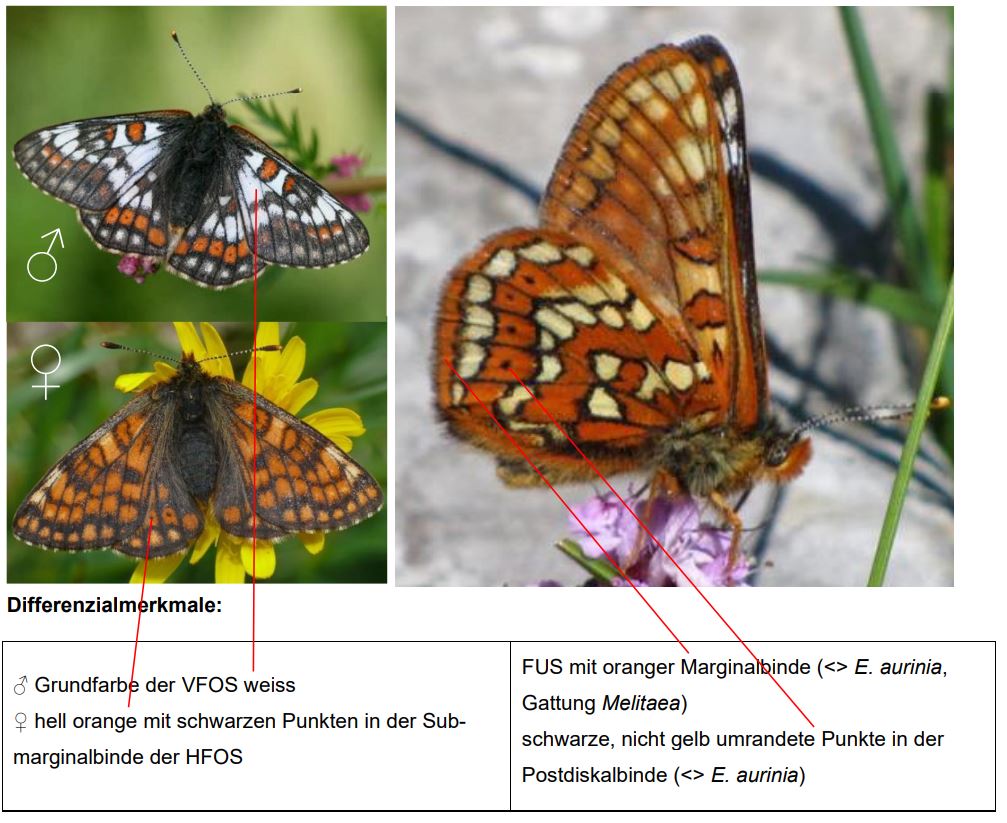 ♂
♀
Differenzialmerkmale:
♂ Grundfarbe der VFOS weiss
♀ hell orange mit schwarzen Punkten in der Sub-
marginalbinde der HFOS
FUS mit oranger Marginalbinde (<> E. aurinia,
Gattung Melitaea)
schwarze, nicht gelb umrandete Punkte in der
Postdiskalbinde (<> E. aurinia)